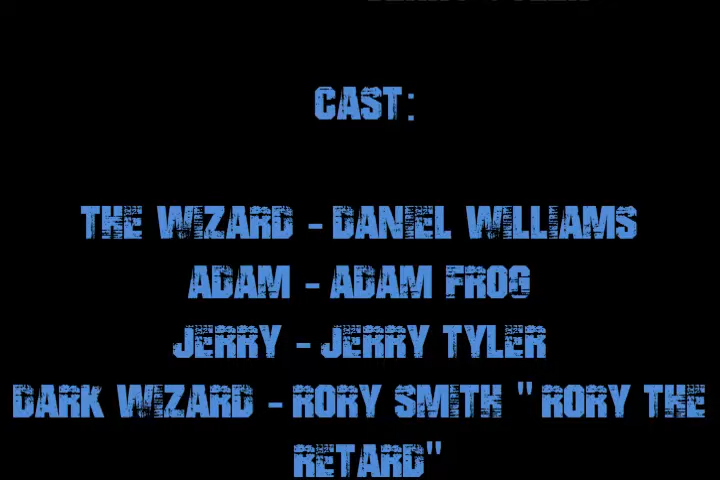 CAST:
THE WIZARD - DANIEL WILLIAMS
ADAM - ADAM FROG
JERRY - JERRY TYLER
DARK WIZARD - RORY SMITH "RORY THE
RETARD"